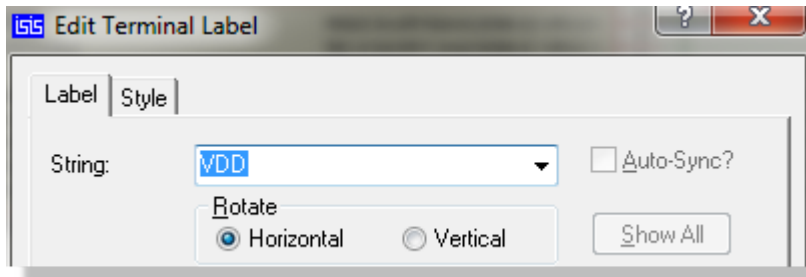 isis Edit Terminal Label
?
X
Label Style
String: VDD Auto-Sync?
Rotate
Horizontal Vertical Show All